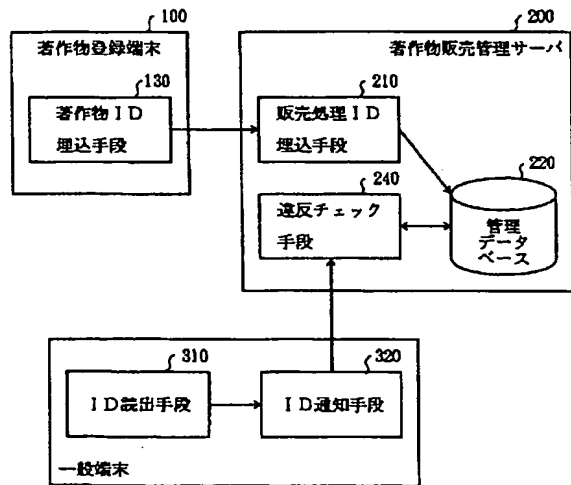 100
200
著作物登録端末
著作物販売管理サーバ
130
210
著作物ID
埋込手段
販売処理ID
埋込手段
220
240
違反チェック
手段
管理
データ
ベース
310
320
ID読出手段
ID通知手段
一般端末